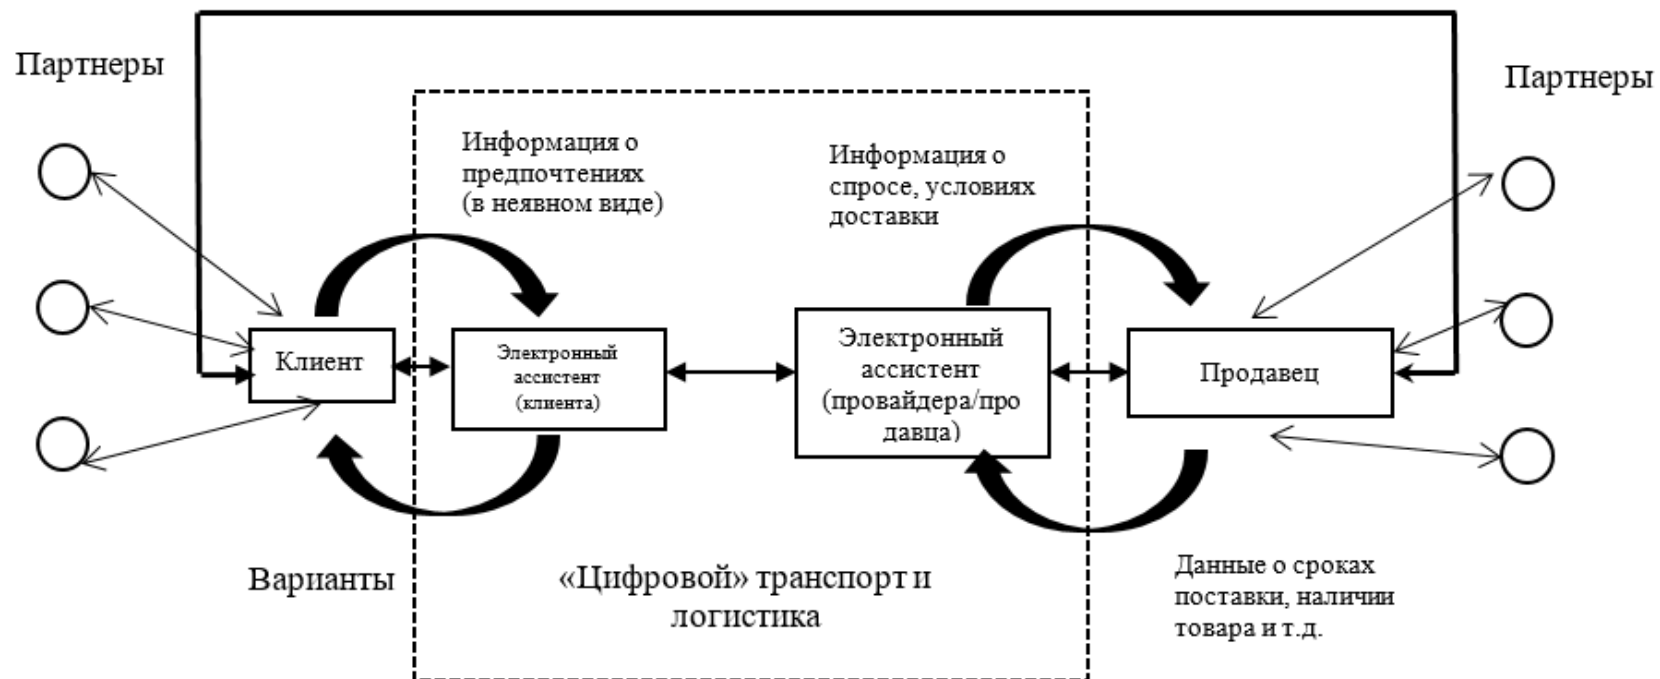 Партнеры
Партнеры
Информация о
предпочтениях
(в неявном виде)
Информация о
спросе, условиях
доставки
Клиент
Электронный
ассистент
(клиента)
Электронный
ассистент
(провайдера/про
давца)
Продавец
Варианты
«Цифровой» транспорт и
логистика
Данные о сроках
поставки, наличии
товара и т.д.